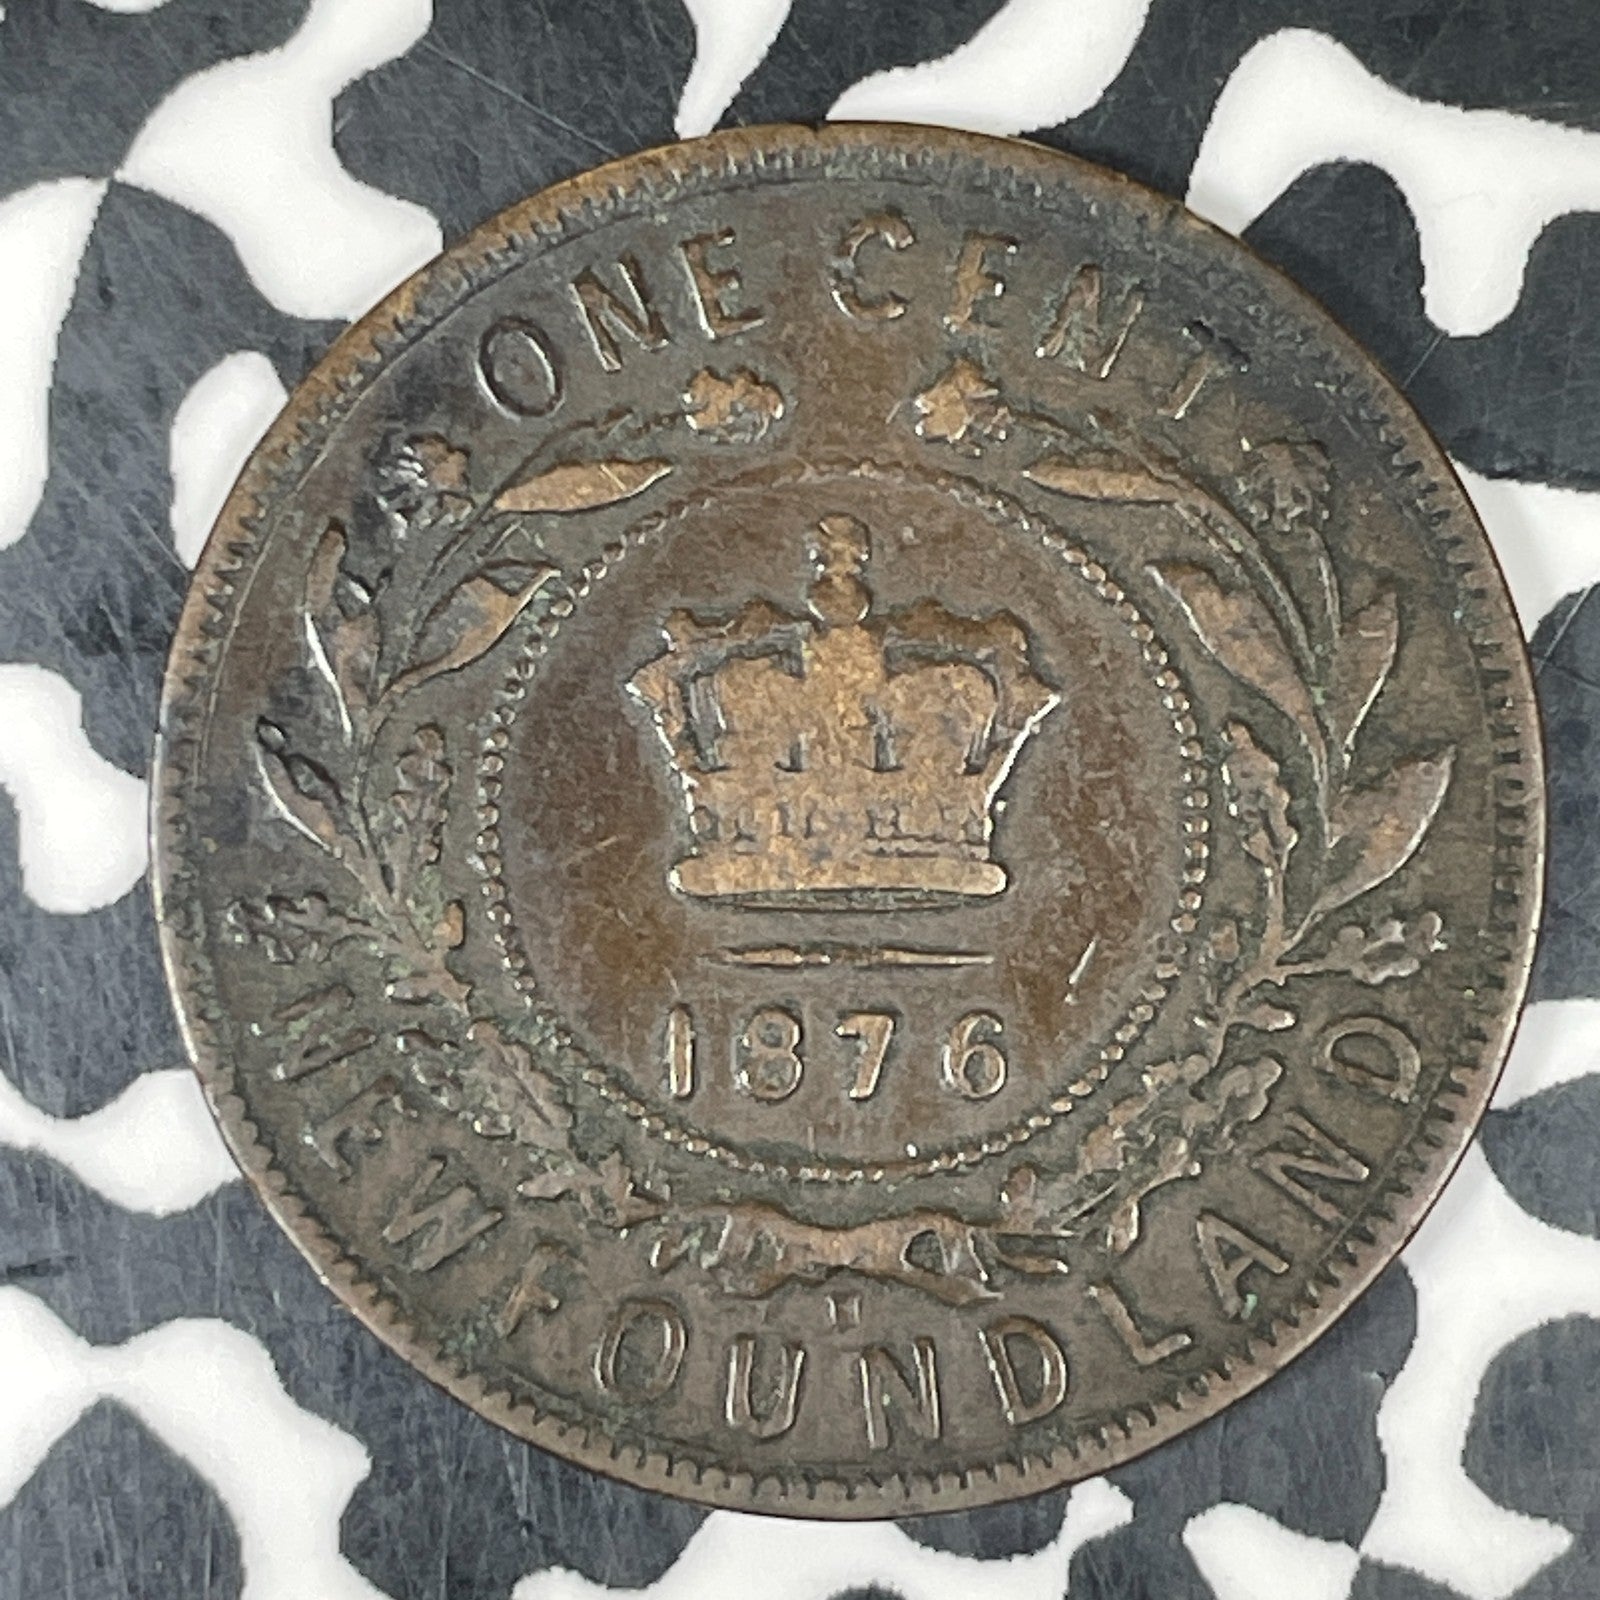 ONE CENT
1876
H
NEWFOUNDLAND